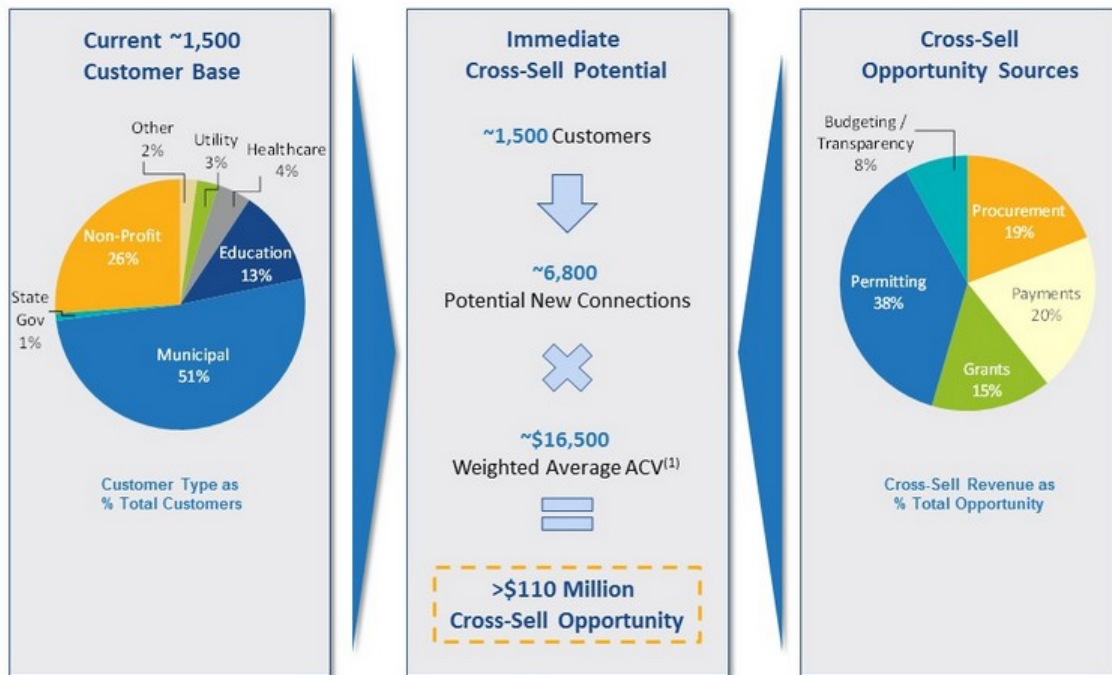 Current ~1,500
Customer Base
Other
2%
Utility
3%
Healthcare
4%
Non-Profit
26%
Education
13%
State
Gov
1%
Municipal
51%
Customer Type as
% Total Customers
Immediate
Cross-Sell Potential
~1,500 Customers
~6,800
Potential New Connections
~$16,500
Weighted Average ACV(1)
>$110 Million
Cross-Sell Opportunity
Cross-Sell
Opportunity Sources
Budgeting /
Transparency
8%
Procurement
19%
Permitting
38%
Payments
20%
Grants
15%
Cross-Sell Revenue as
% Total Opportunity